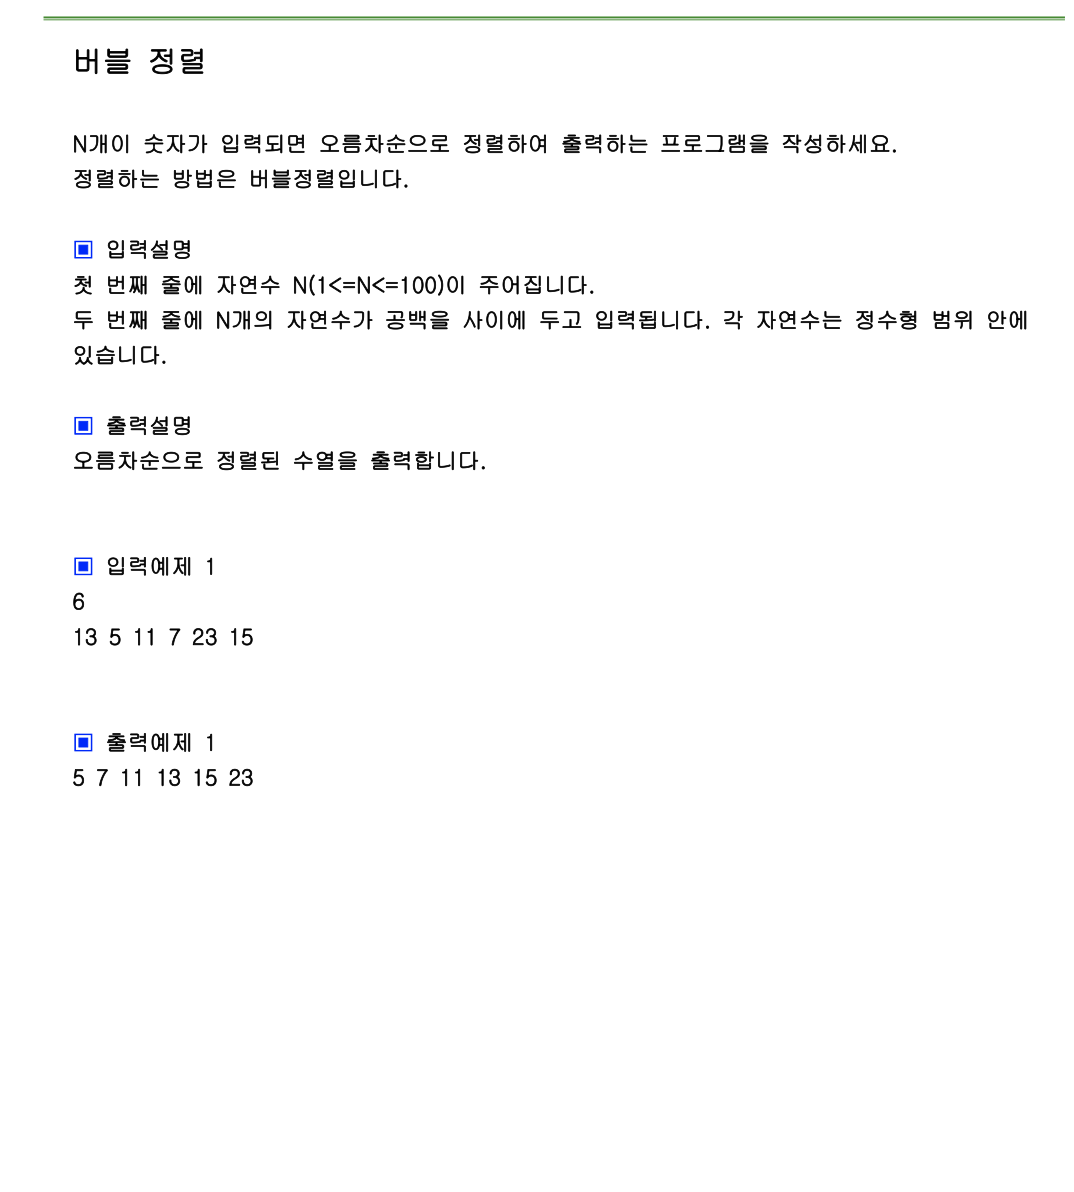 버블 정렬
N개이 숫자가 입력되면 오름차순으로 정렬하여 출력하는 프로그램을 작성하세요.
정렬하는 방법은 버블정렬입니다.
▣ 입력설명
첫 번째 줄에 자연수 N(1<=N<=100)이 주어집니다.
두 번째 줄에 N개의 자연수가 공백을 사이에 두고 입력됩니다. 각 자연수는 정수형 범위 안에
있습니다.
▣ 출력설명
오름차순으로 정렬된 수열을 출력합니다.
▣ 입력예제 1
6
13 5 11 7 23 15
▣ 출력예제 1
5 7 11 13 15 23